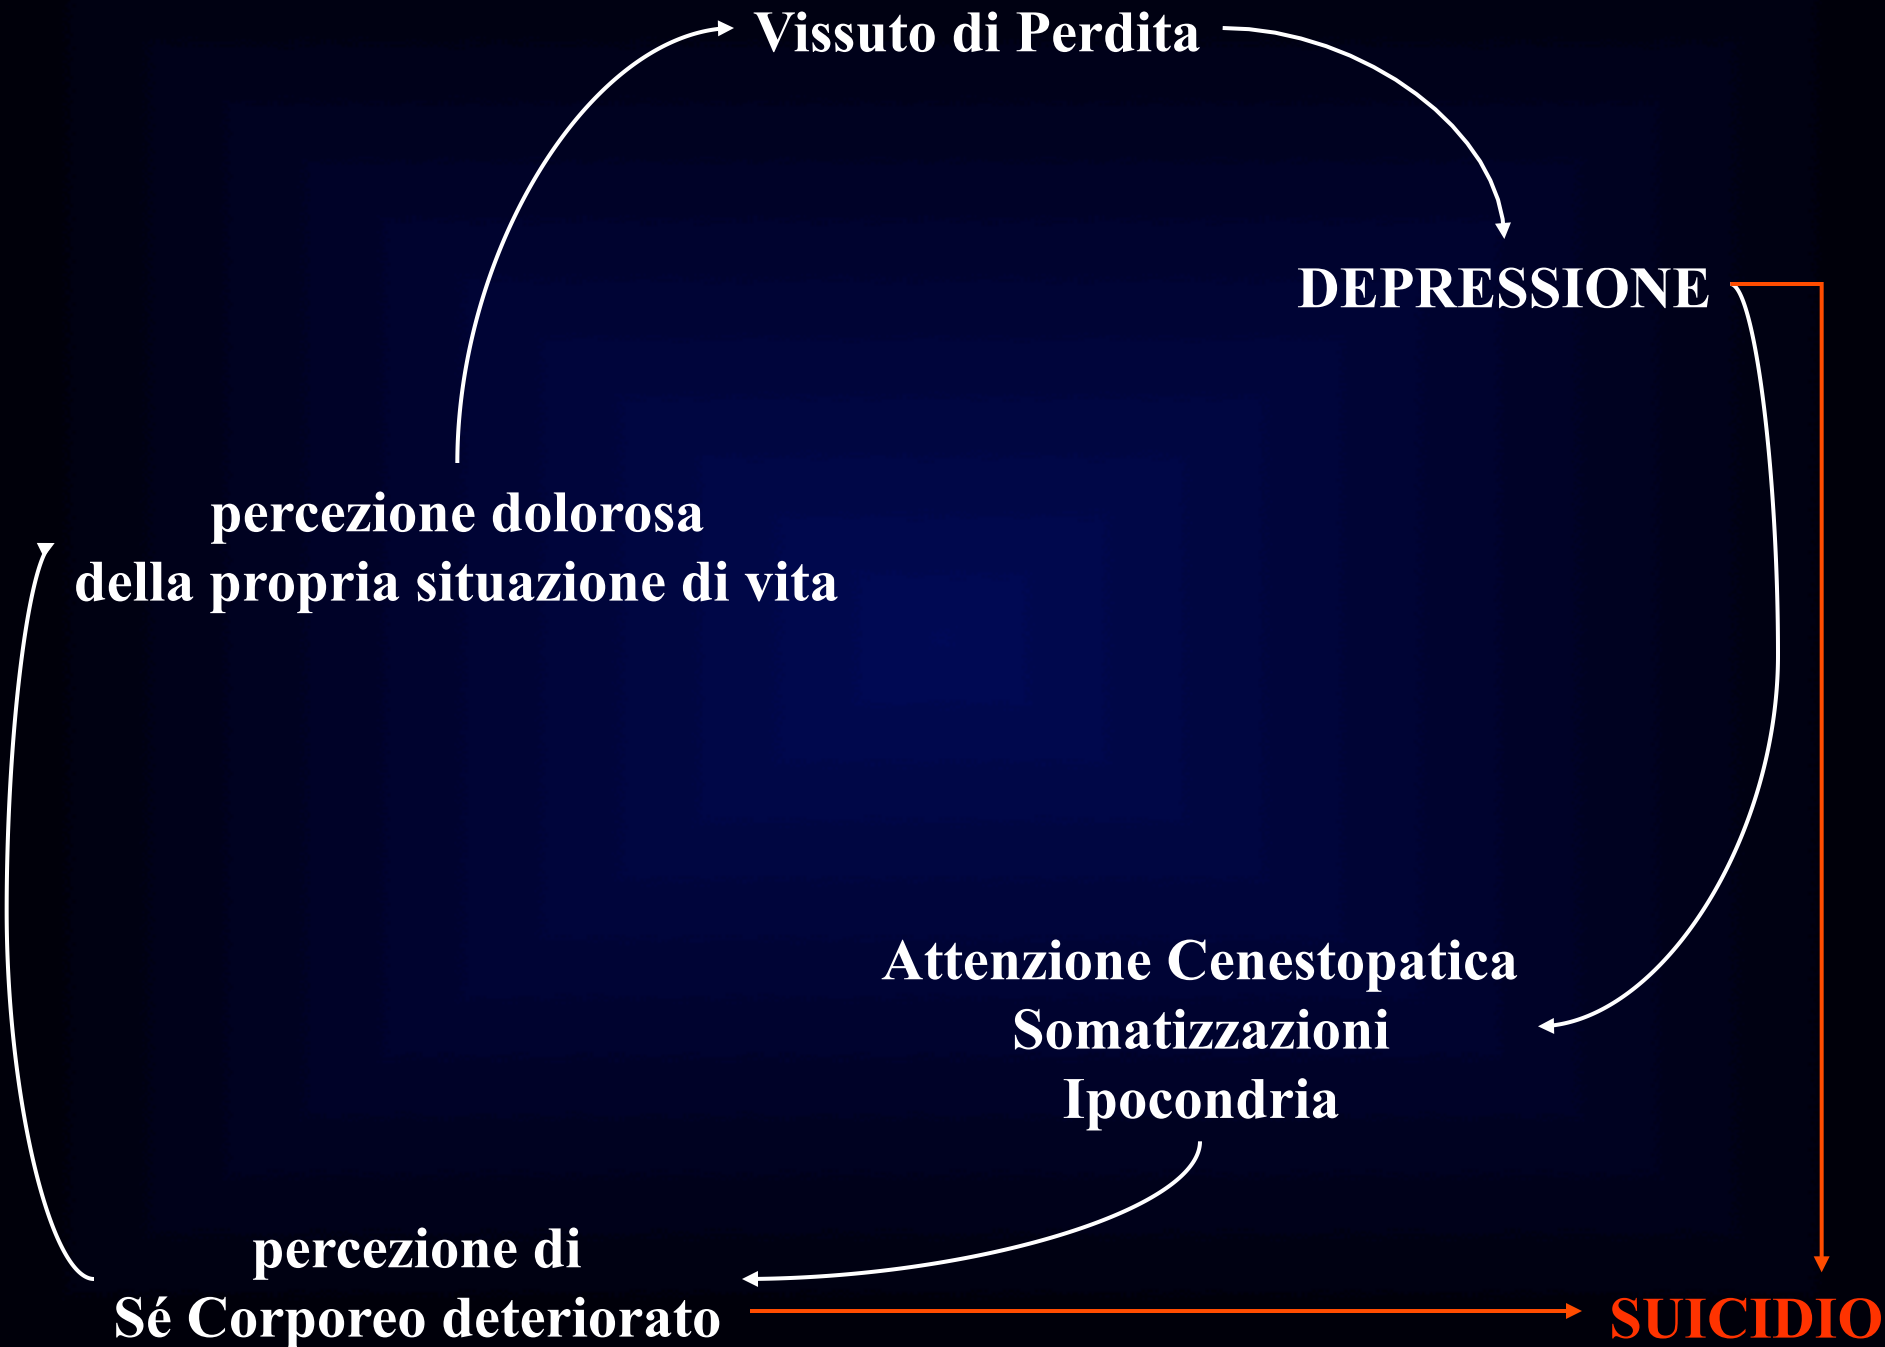 Vissuto di Perdita
DEPRESSIONE
percezione dolorosa
della propria situazione di vita
Attenzione Cenestopatica
Somatizzazioni
Ipocondria
percezione di
Sé Corporeo deteriorato
SUICIDIO